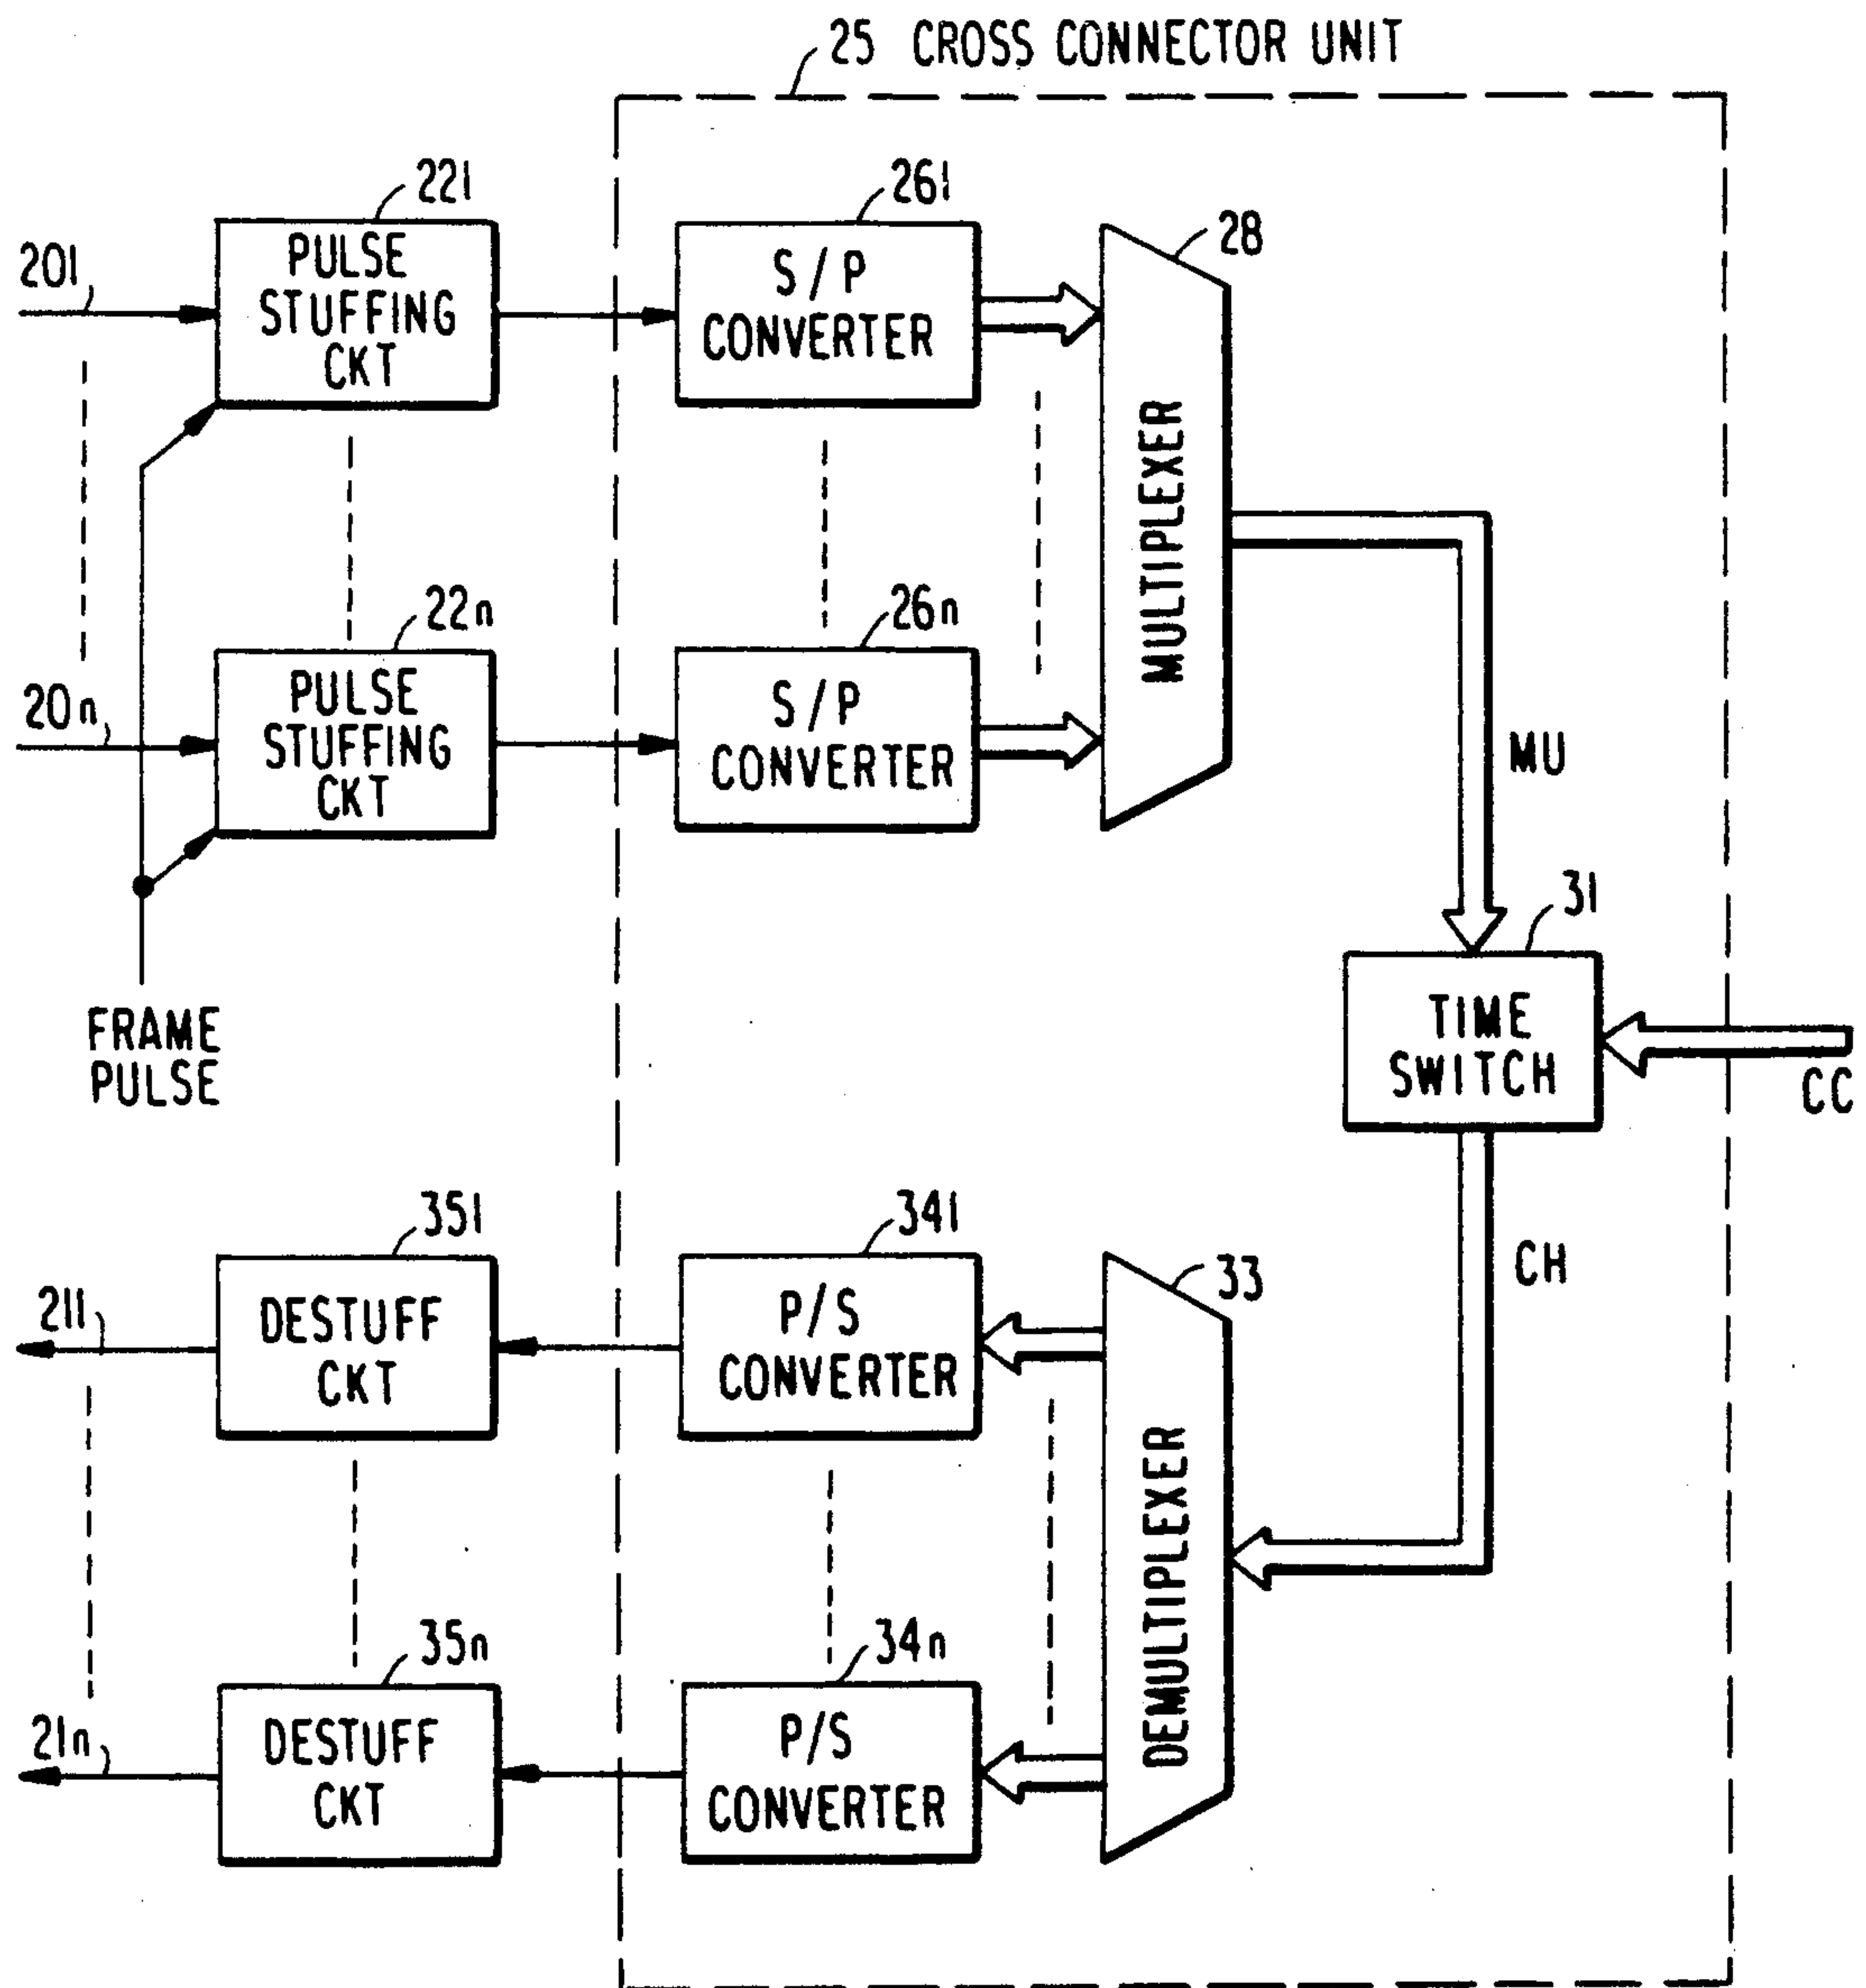 25 CROSS CONNECTOR UNIT
221
261
28
201
PULSE
STUFFING
CKT
S/P
CONVERTER
MULTIPLEXER
22n
26n
20n
PULSE
STUFFING
CKT
S/P
CONVERTER
MU
31
FRAME
PULSE
TIME
SWITCH
CC
351
341
33
CH
211
DESTUFF
CKT
P/S
CONVERTER
DEMULTIPLEXER
35n
34n
21n
DESTUFF
CKT
P/S
CONVERTER